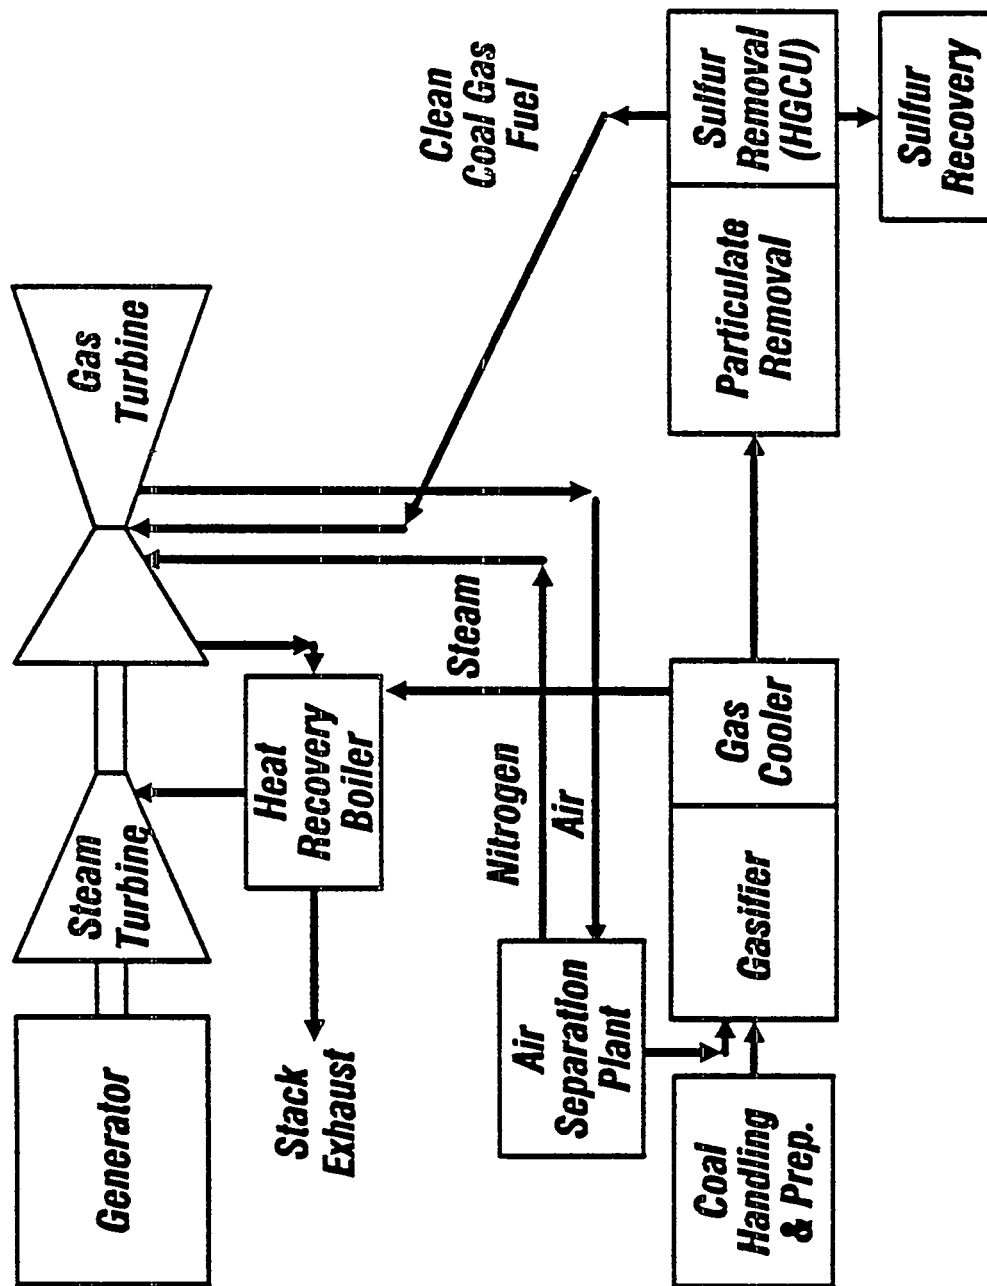 Generator
Steam
Turbine
Gas
Turbine
Heat
Recovery
Boiler
Stack
Exhaust
Clean
Coal Gas
Fuel
Steam
Nitrogen
Air
Air
Separation
Plant
Coal
Handling
& Prep.
Gasifier
Gas
Cooler
Particulate
Removal
Sulfur
Removal
(HGCU)
Sulfur
Recovery